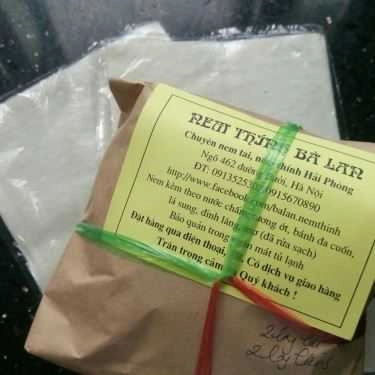 NEM THÍNH BÀ LAN
Chuyên nem tai, nem thính Hải Phòng
Ngõ 462 đường Hà Nội
ĐT: 0915670890
http://www.facebook.com/balan.nemthinh
Nem kèm theo nước chấm, tương ớt, bánh đa cuốn,
lá sung, đinh lăng (đã rửa sạch)
Bảo quản trong mát tủ lạnh
Đặt hàng qua điện thoại, Có dịch vụ giao hàng
Trân trọng cảm Quý khách !